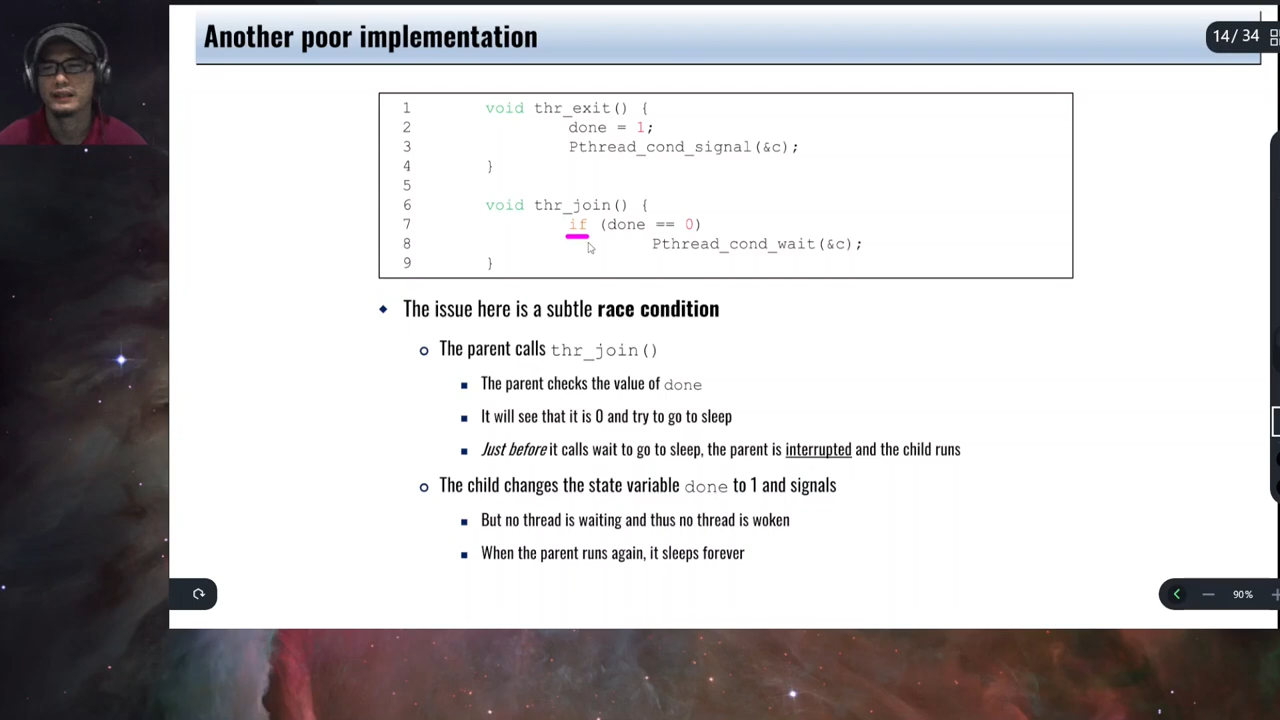 Another poor implementation
14/ 34
1 void thr_exit() {
2 done = 1;
3 Pthread_cond_signal(&c);
4 }
5
6 void thr_join() {
7 if (done == 0)
8 Pthread_cond_wait(&c);
9 }
The issue here is a subtle race condition
The parent calls thr_join()
The parent checks the value of done
It will see that it is 0 and try to go to sleep
Just before it calls wait to go to sleep, the parent is interrupted and the child runs
The child changes the state variable done to 1 and signals
But no thread is waiting and thus no thread is woken
When the parent runs again, it sleeps forever
90%